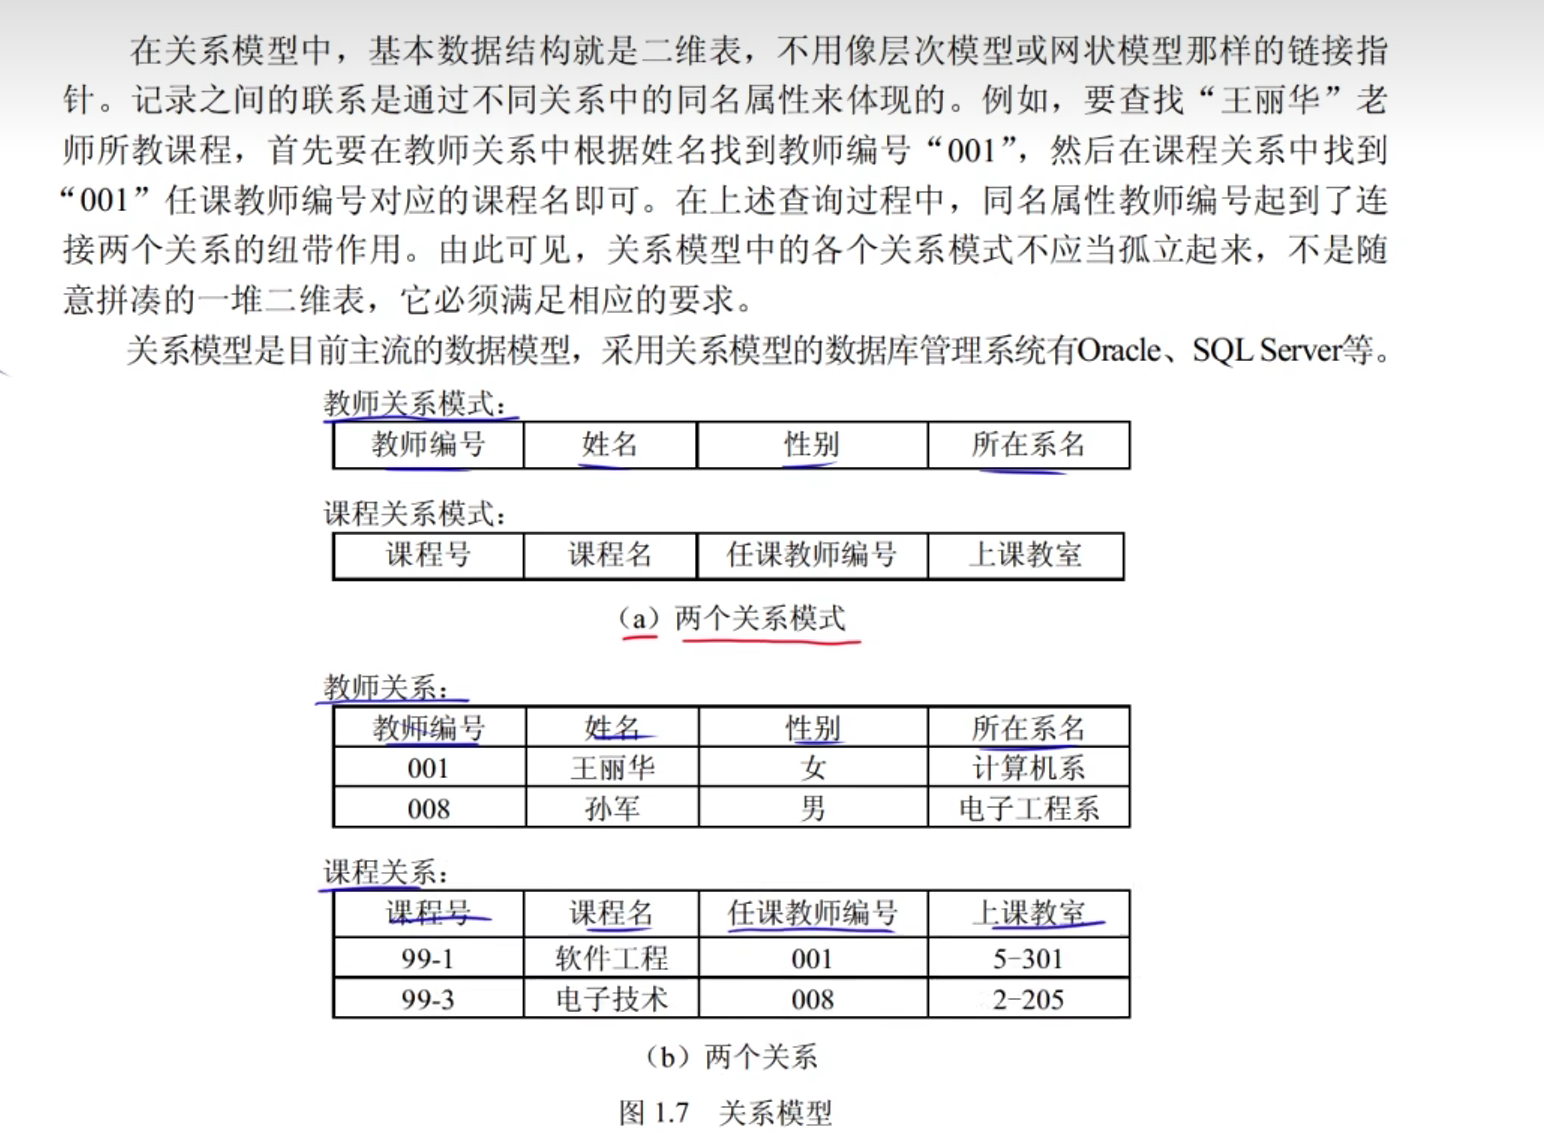 在关系模型中，基本数据结构就是二维表，不用像层次模型或网状模型那样的链接指
针。记录之间的联系是通过不同关系中的同名属性来体现的。例如，要查找“王丽华”老
师所教课程，首先要在教师关系中根据姓名找到教师编号“001”，然后在课程关系中找到
“001”任课教师编号对应的课程名即可。在上述查询过程中，同名属性教师编号起到了连
接两个关系的纽带作用。由此可见，关系模型中的各个关系模式不应当孤立起来，不是随
意拼凑的一堆二维表，它必须满足相应的要求。
关系模型是目前主流的数据模型，采用关系模型的数据库管理系统有Oracle、SQL Server等。
教师关系模式：
教师编号 姓名 性别 所在系名
课程关系模式：
课程号 课程名 任课教师编号 上课教室
（a）两个关系模式
教师关系：
教师编号 姓名 性别 所在系名
001 王丽华 女 计算机系
008 孙军 男 电子工程系
课程关系：
课程号 课程名 任课教师编号 上课教室
99-1 软件工程 001 5-301
99-3 电子技术 008 2-205
（b）两个关系
图 1.7 关系模型